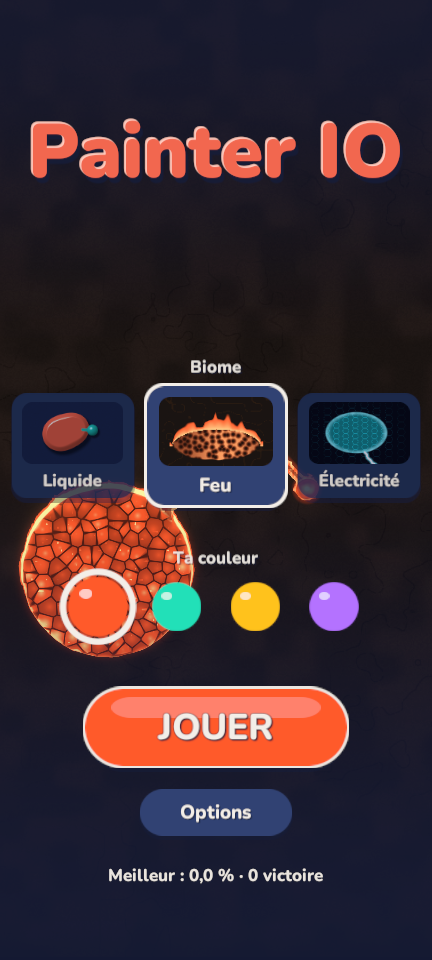 Painter IO
Biome
Liquide
Feu
Électricité
Ta couleur
JOUER
Options
Meilleur : 0,0 % · 0 victoire